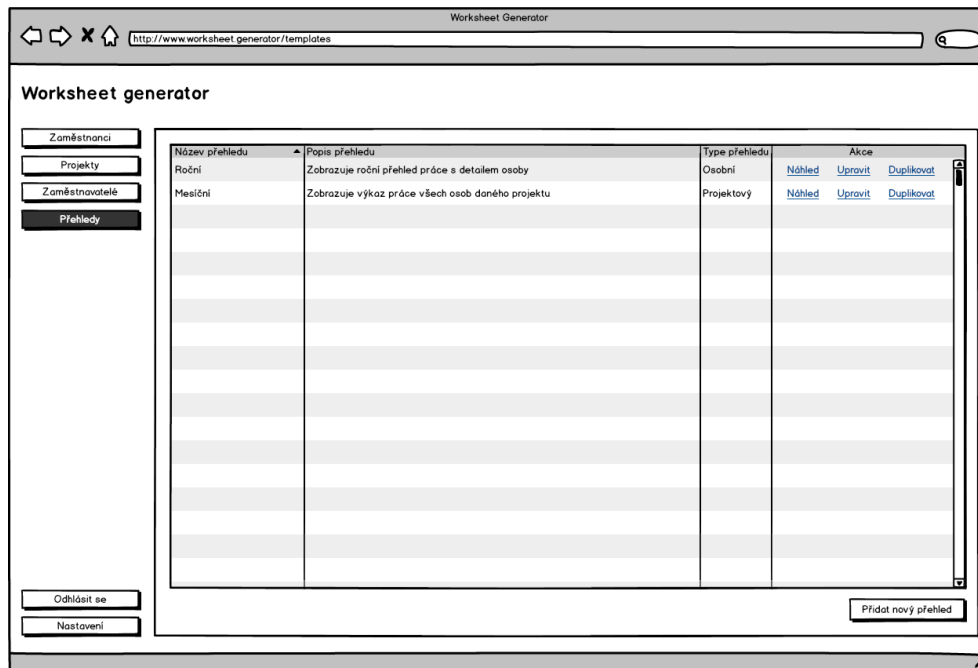 Worksheet Generator
http://www.worksheet.generator/templates
Worksheet generator
Zaměstnanci
Projekty
Zaměstnavatelé
Přehledy
Název přehledu Popis přehledu Type přehledu Akce
Roční Zobrazuje roční přehled práce s detailem osoby Osobní Náhled Upravit Duplikovat
Mesíční Zobrazuje výkaz práce všech osob daného projektu Projektový Náhled Upravit Duplikovat
Odhlásit se
Nastavení
Přidat nový přehled